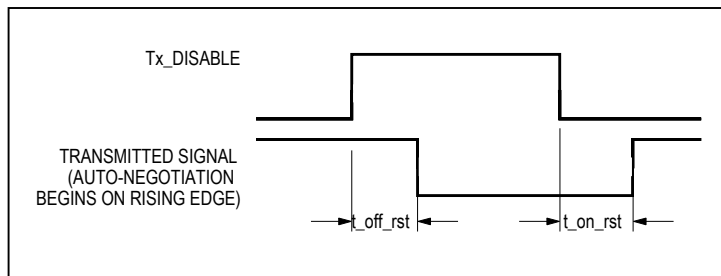 Tx_DISABLE
TRANSMITTED SIGNAL
(AUTO-NEGOTIATION
BEGINS ON RISING EDGE)
t_off_rst
t_on_rst